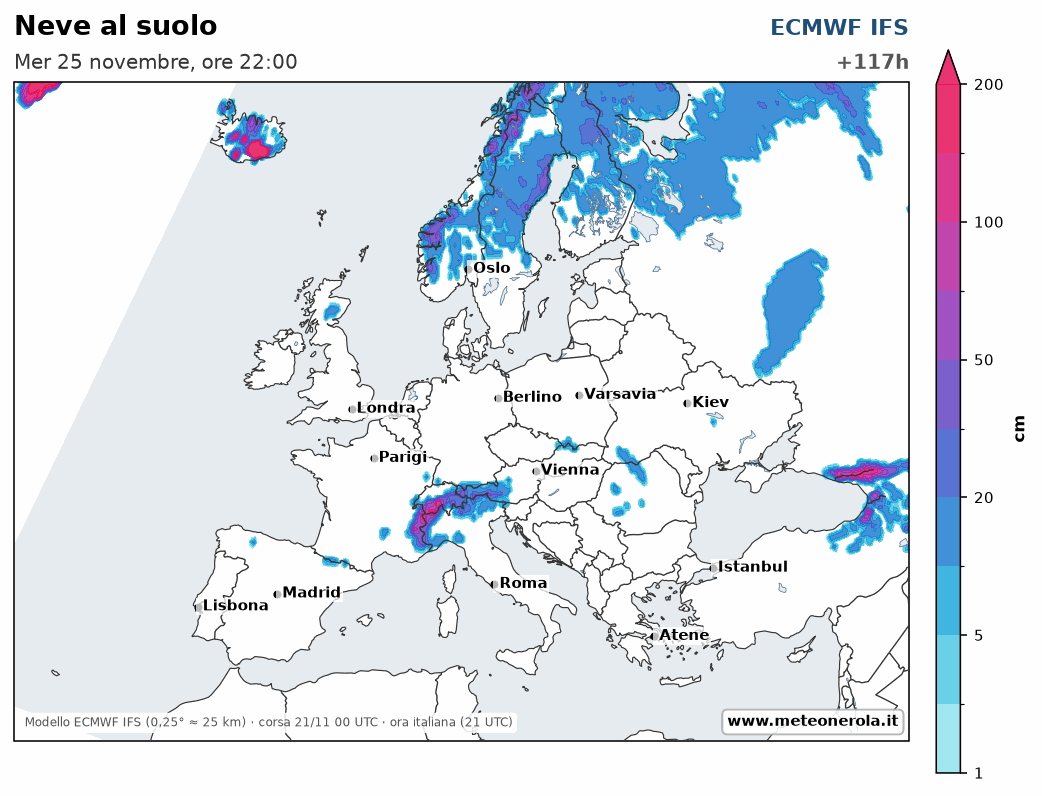 Neve al suolo
ECMWF IFS
Mer 25 novembre, ore 22:00
+117h
200
100
50
20
5
1
cm
Oslo
Londra
Berlino
Varsavia
Kiev
Parigi
Vienna
Istanbul
Roma
Madrid
Lisbona
Atene
Modello ECMWF IFS (0,25° ≈ 25 km) · corsa 21/11 00 UTC · ora italiana (21 UTC)
www.meteonerola.it